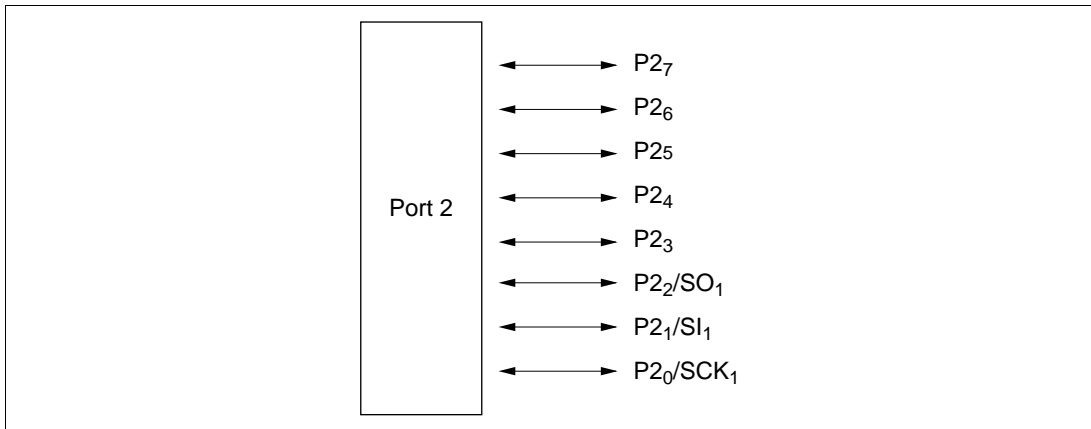 P2₇
P2₆
P25
P2₄
Port 2
P2₃
P2₂/SO₁
P2₁/SI₁
P2₀/SCK₁